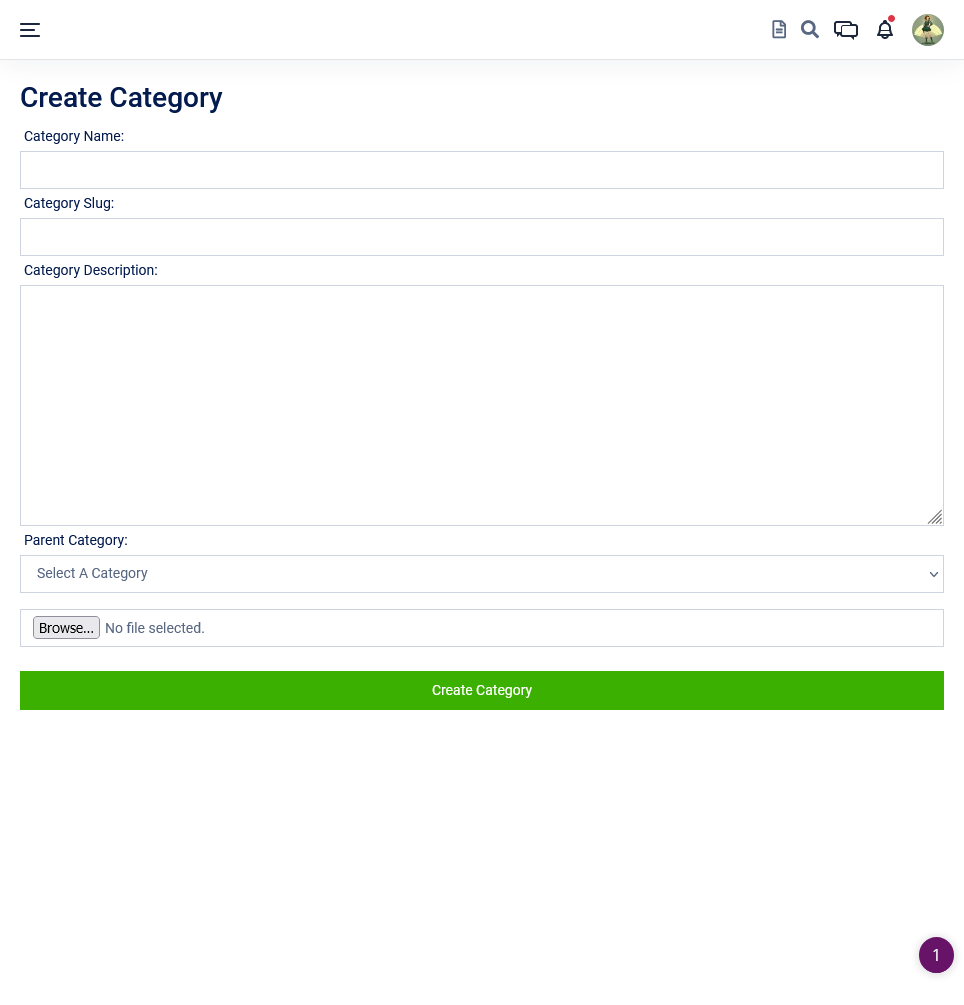 Create Category
Category Name:
Category Slug:
Category Description:
Parent Category:
Select A Category
Browse... No file selected.
Create Category
1